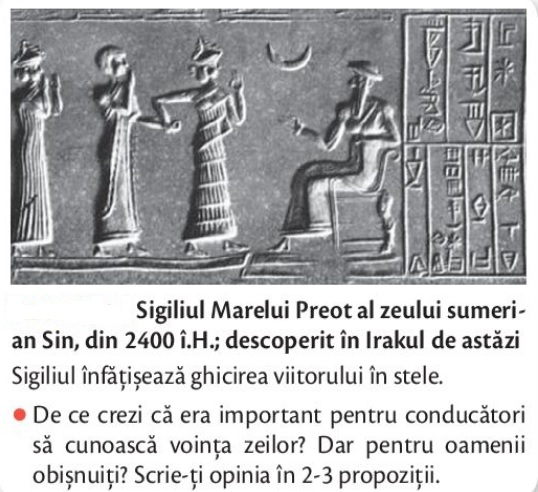 Sigiliul Marelui Preot al zeului sumeri-
an Sin, din 2400 î.H.; descoperit în Irakul de astăzi
Sigiliul înfățișează ghicirea viitorului în stele.
● De ce crezi că era important pentru conducători
să cunoască voința zeilor? Dar pentru oamenii
obișnuiți? Scrie-ți opinia în 2-3 propoziții.